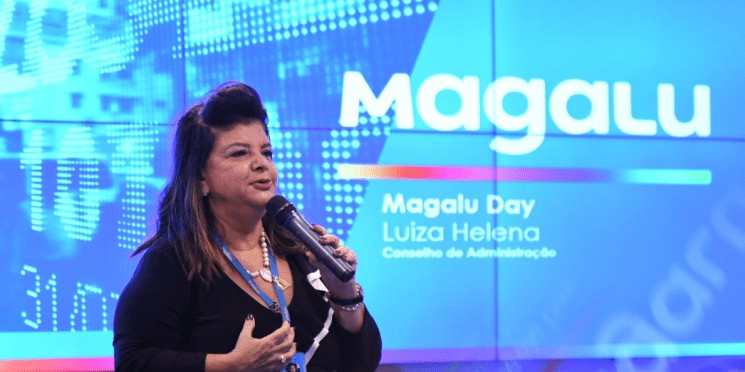 Magalu
Magalu Day
Luiza Helena
Conselho de Administração